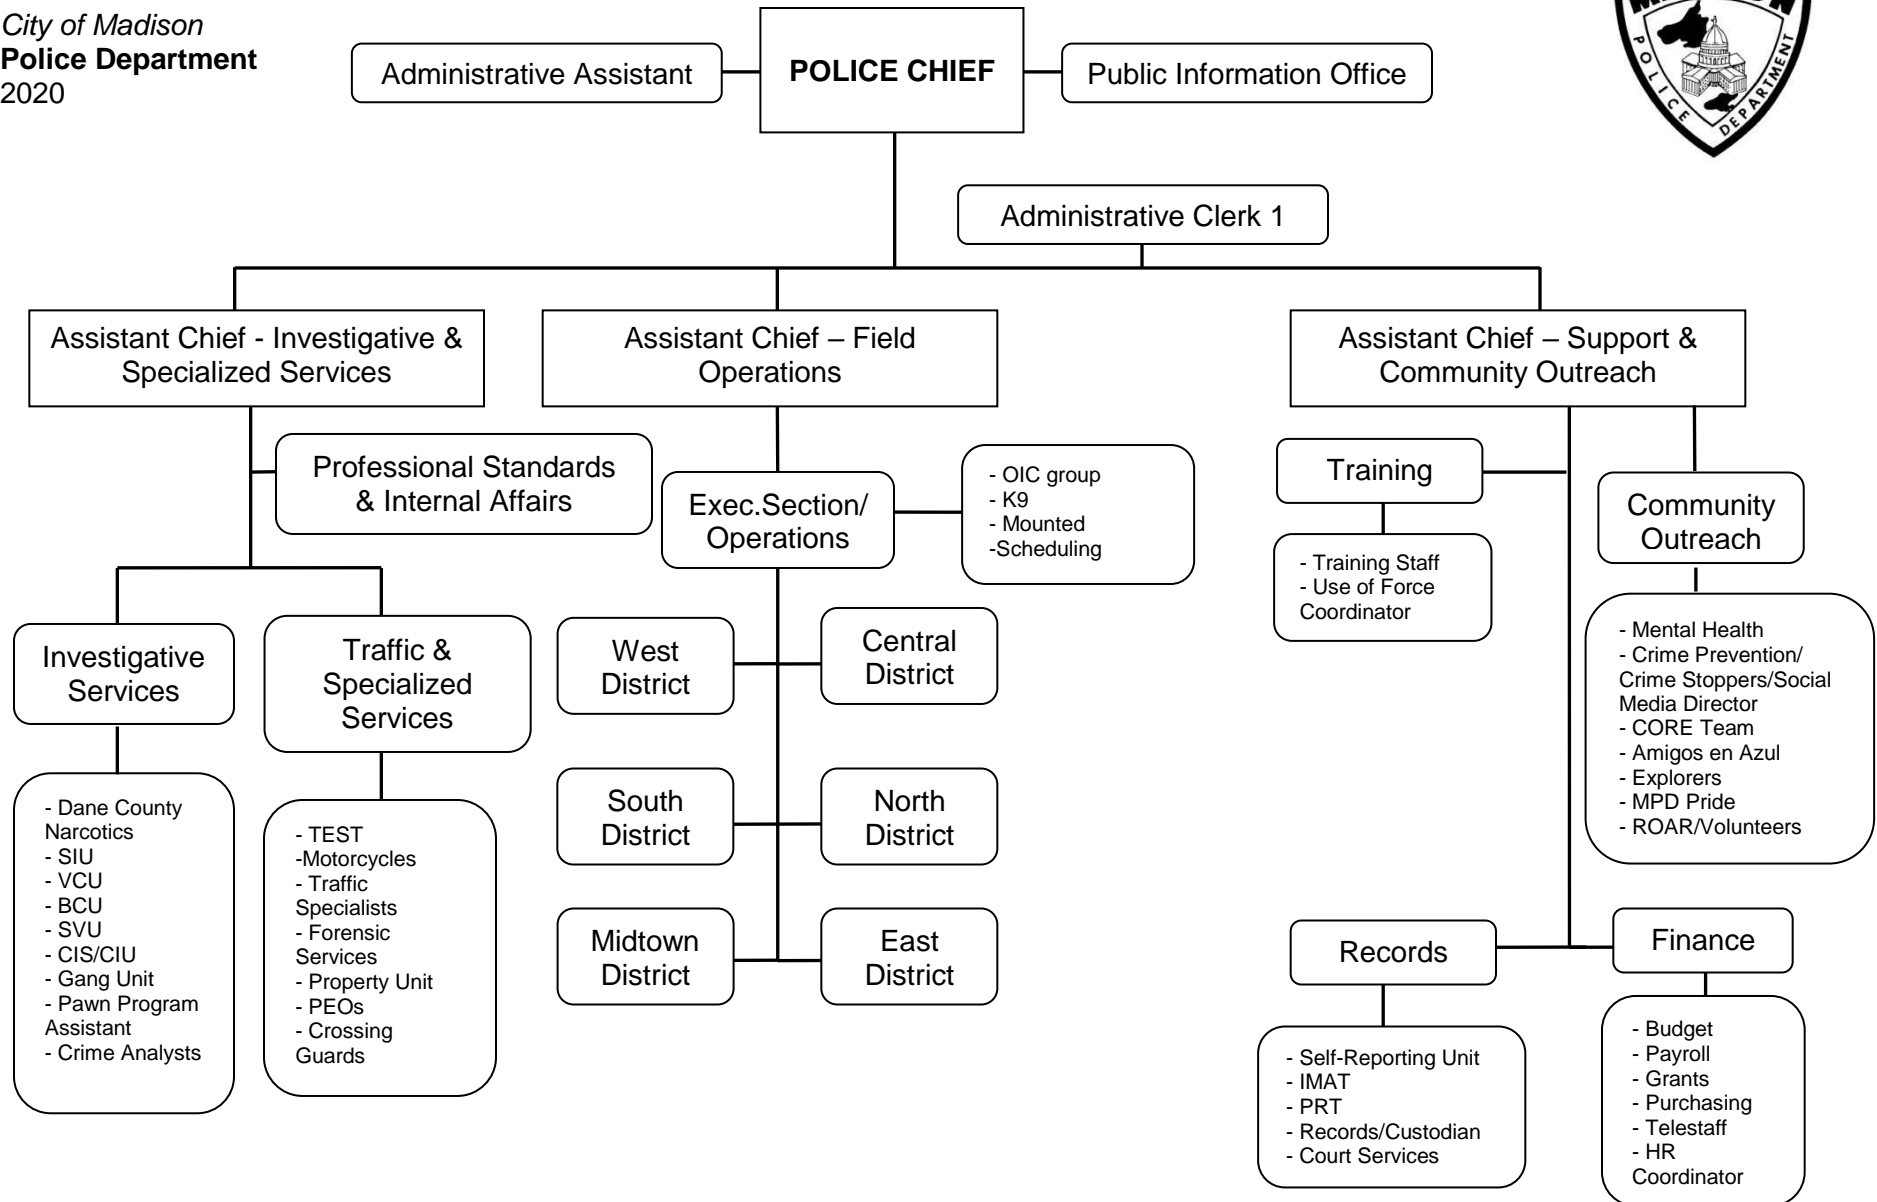 City of Madison
Police Department
2020
Administrative Assistant
POLICE CHIEF
Public Information Office
POLICE
DEPARTMENT
Administrative Clerk 1
Assistant Chief - Investigative &
Specialized Services
Assistant Chief – Field
Operations
Assistant Chief – Support &
Community Outreach
Professional Standards
& Internal Affairs
Exec.Section/
Operations
- OIC group
- K9
- Mounted
-Scheduling
Training
- Training Staff
- Use of Force
Coordinator
Community
Outreach
- Mental Health
- Crime Prevention/
Crime Stoppers/Social
Media Director
- CORE Team
- Amigos en Azul
- Explorers
- MPD Pride
- ROAR/Volunteers
Investigative
Services
Traffic &
Specialized
Services
- Dane County
Narcotics
- SIU
- VCU
- BCU
- SVU
- CIS/CIU
- Gang Unit
- Pawn Program
Assistant
- Crime Analysts
- TEST
-Motorcycles
- Traffic
Specialists
- Forensic
Services
- Property Unit
- PEOs
- Crossing
Guards
West
District
Central
District
South
District
North
District
Midtown
District
East
District
Records
- Self-Reporting Unit
- IMAT
- PRT
- Records/Custodian
- Court Services
Finance
- Budget
- Payroll
- Grants
- Purchasing
- Telestaff
- HR
Coordinator